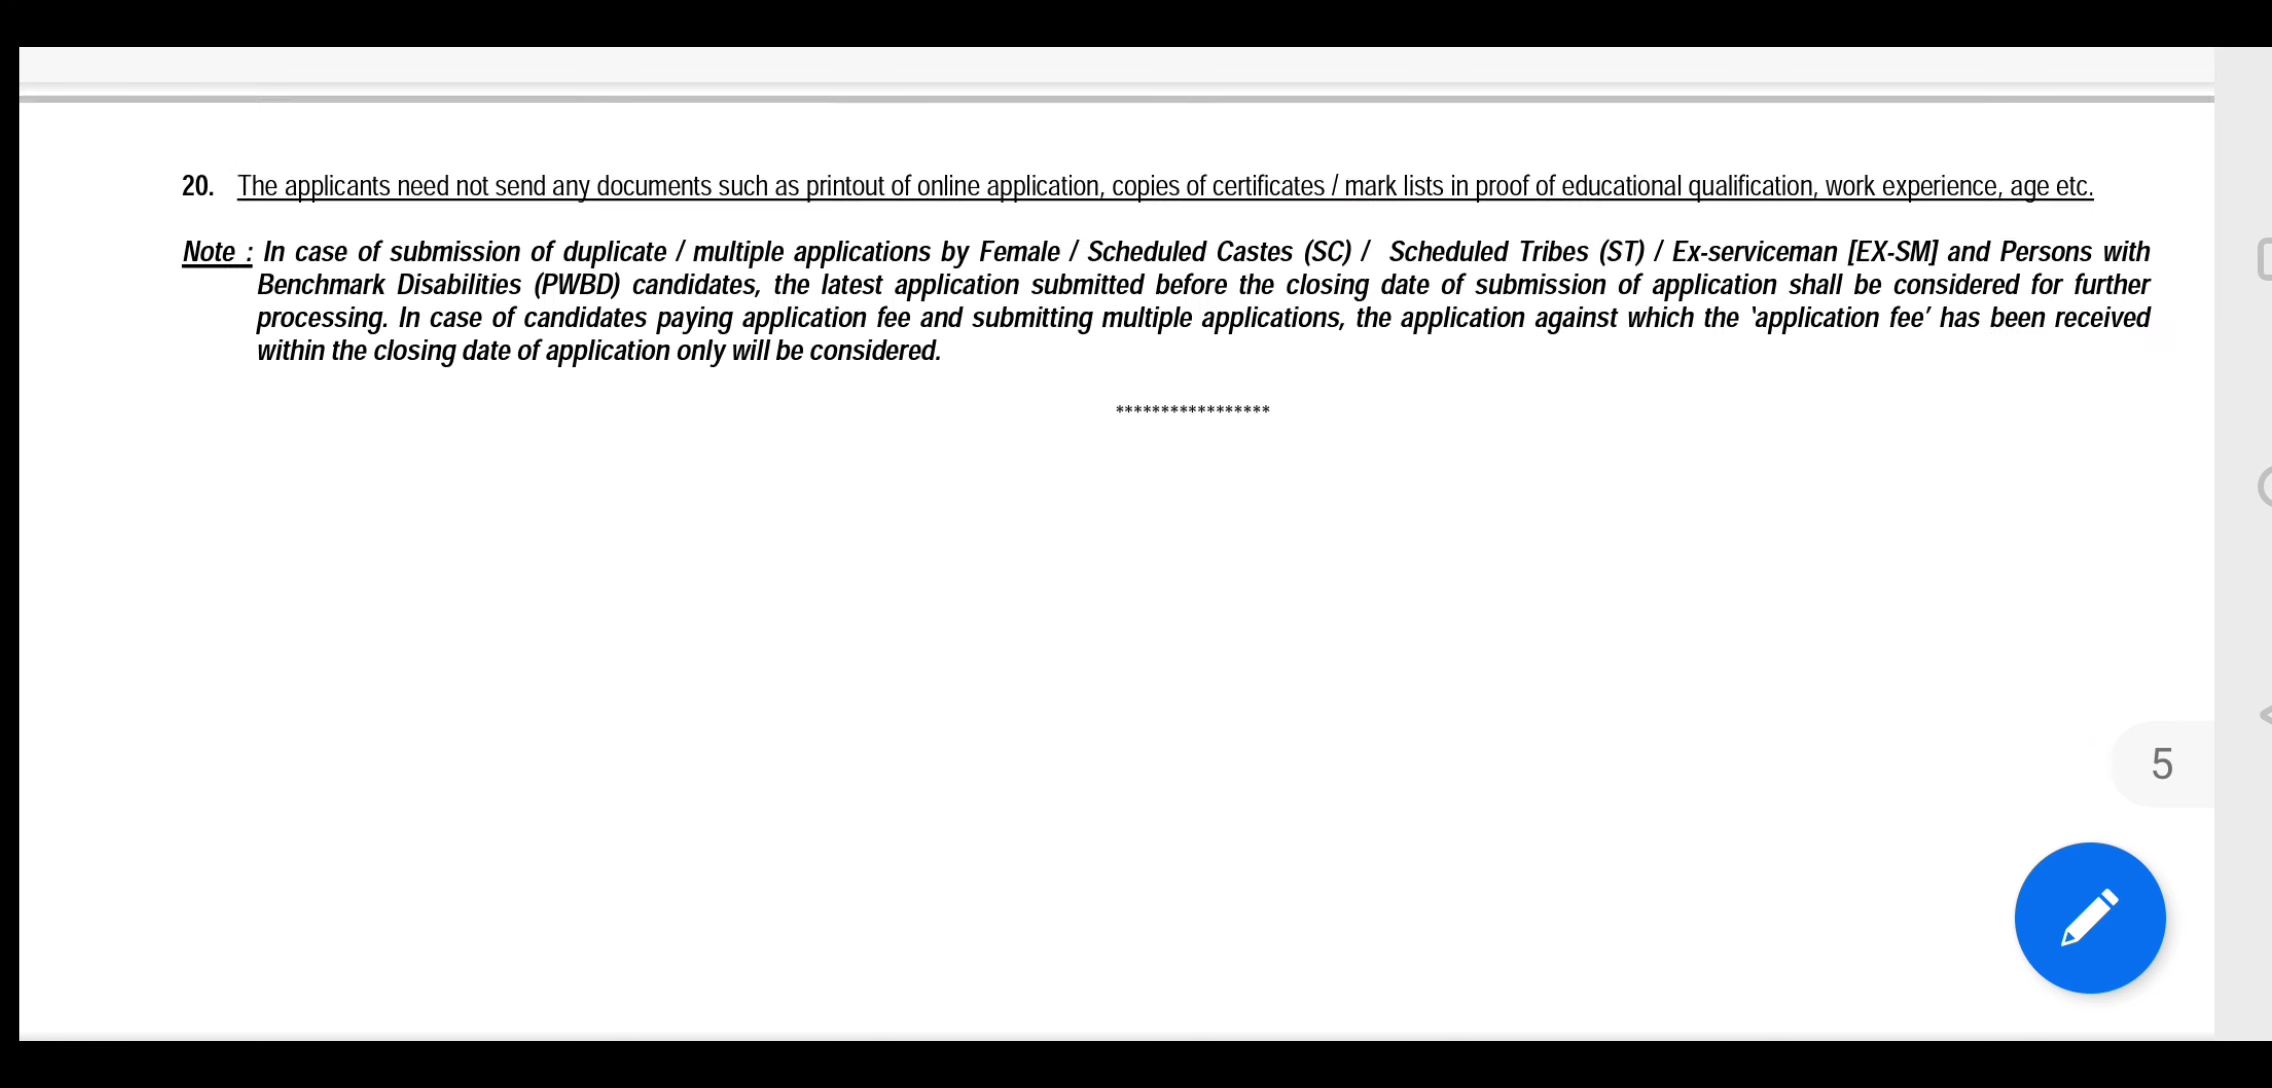 20. The applicants need not send any documents such as printout of online application, copies of certificates / mark lists in proof of educational qualification, work experience, age etc.
Note : In case of submission of duplicate / multiple applications by Female / Scheduled Castes (SC) / Scheduled Tribes (ST) / Ex-serviceman [EX-SM] and Persons with
Benchmark Disabilities (PWBD) candidates, the latest application submitted before the closing date of submission of application shall be considered for further
processing. In case of candidates paying application fee and submitting multiple applications, the application against which the ‘application fee’ has been received
within the closing date of application only will be considered.
*****************
5